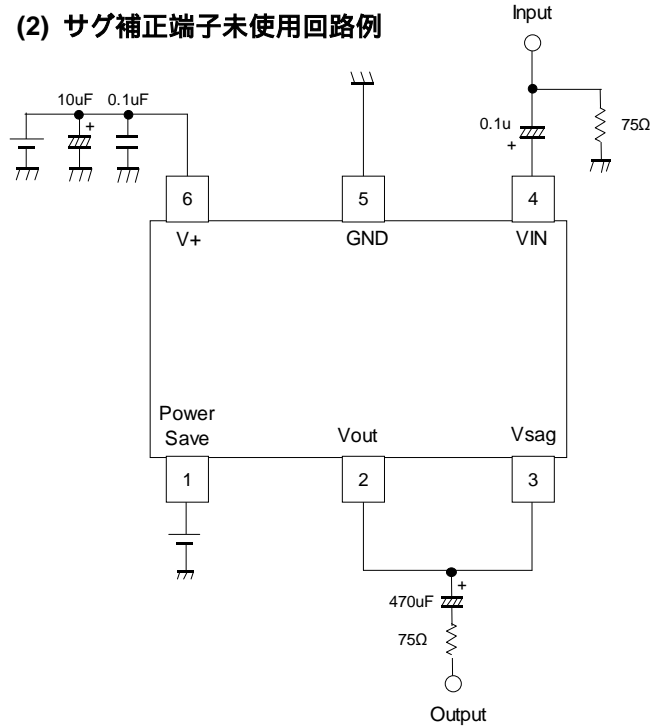 (2) サグ補正端子未使用回路例
Input
10uF 0.1uF
+
0.1u
+
75Ω
6
5
4
V+
GND
VIN
Power
Save
Vout
Vsag
1
2
3
+
470uF
75Ω
Output